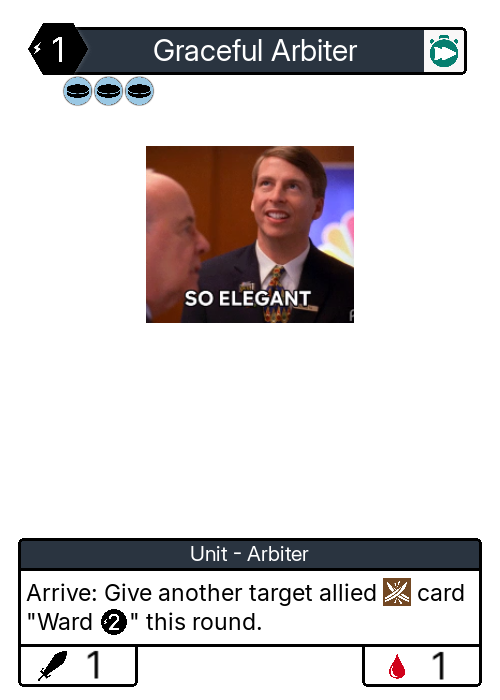 1 Graceful Arbiter
SO ELEGANT
Unit - Arbiter
Arrive: Give another target allied card
"Ward 2" this round.
1 1